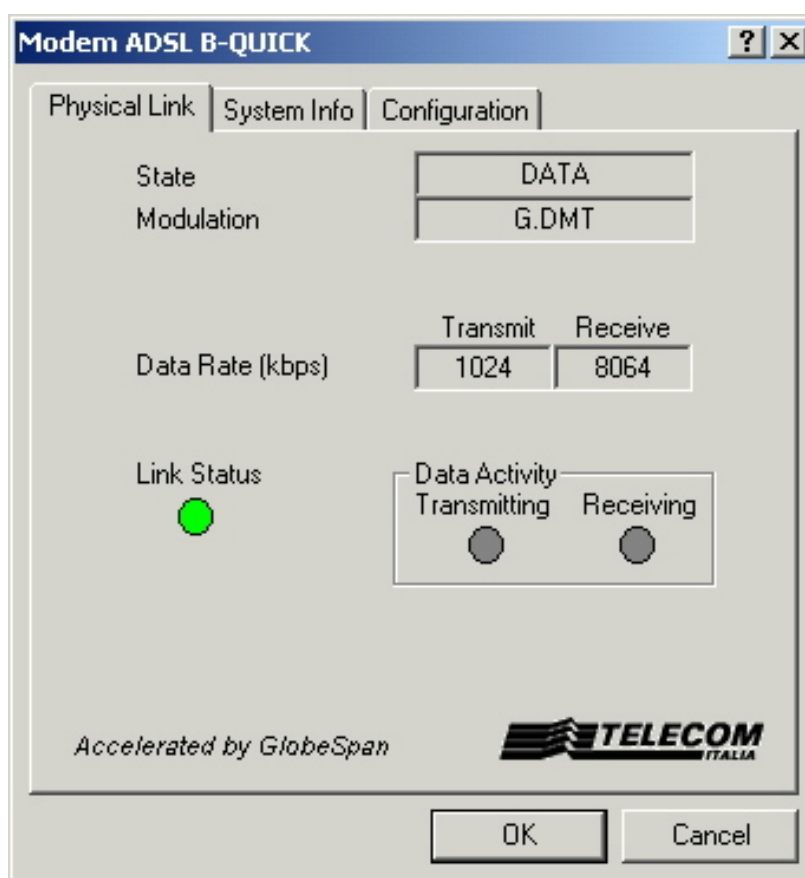 Modem ADSL B-QUICK
Physical Link System Info Configuration
State DATA
Modulation G.DMT
Transmit Receive
Data Rate (kbps) 1024 8064
Link Status
Data Activity
Transmitting Receiving
Accelerated by GlobeSpan
TELECOM
ITALIA
OK Cancel